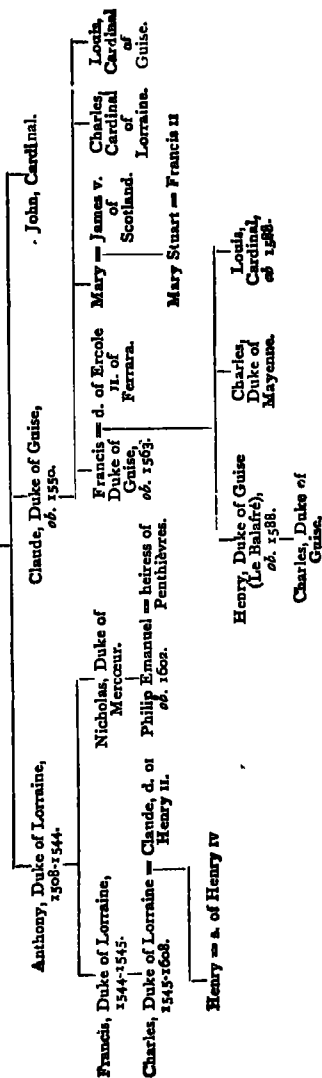 Anthony, Duke of Lorraine,
1508-1544.
Claude, Duke of Guise,
ob. 1550.
John, Cardinal.
Francis, Duke of Lorraine,
1544-1545.
Nicholas, Duke of
Mercœur.
Francis = d. of Ercole
Duke of II. of
Guise, Ferrara.
ob. 1563.
Mary = James V.
of
Scotland.
Charles,
Cardinal
of
Lorraine.
Louis,
Cardinal
of
Guise.
Charles, Duke of Lorraine = Claude, d. of
1545-1608. Henry II.
Philip Emanuel = heiress of
ob. 1602. Penthièvres.
Mary Stuart = Francis II
Henry = a. of Henry IV
Henry, Duke of Guise
(Le Balafré),
ob. 1588.
Charles,
Duke of
Mayenne.
Louis,
Cardinal,
ob 1588.
Charles, Duke of
Guise.